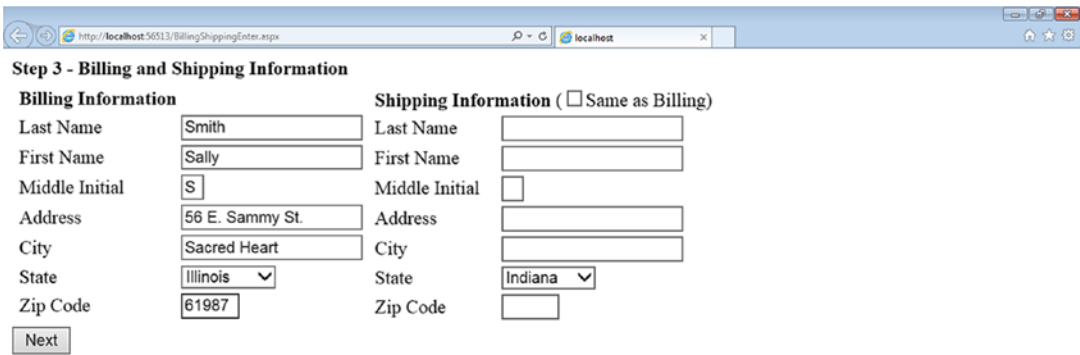 http://localhost:56513/BillingShippingEnter.aspx localhost
Step 3 - Billing and Shipping Information
Billing Information Shipping Information ( Same as Billing)
Last Name Smith Last Name
First Name Sally First Name
Middle Initial S Middle Initial
Address 56 E. Sammy St. Address
City Sacred Heart City
State Illinois State Indiana
Zip Code 61987 Zip Code
Next